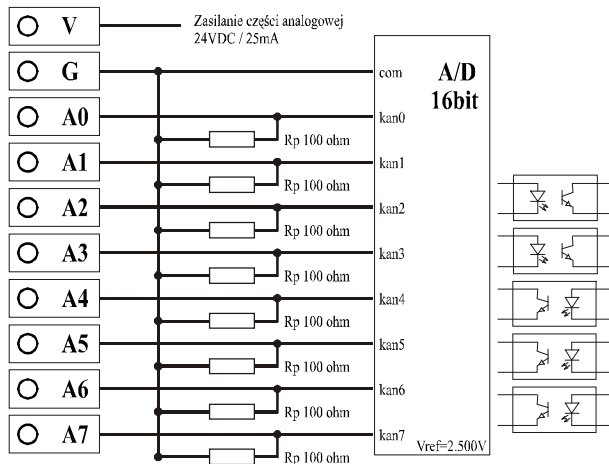 V
Zasilanie części analogowej
24VDC / 25mA
G
com
A/D
16bit
A0
kan0
Rp 100 ohm
A1
kan1
Rp 100 ohm
A2
kan2
Rp 100 ohm
A3
kan3
Rp 100 ohm
A4
kan4
Rp 100 ohm
A5
kan5
Rp 100 ohm
A6
kan6
Rp 100 ohm
A7
kan7
Vref=2.500V
Rp 100 ohm